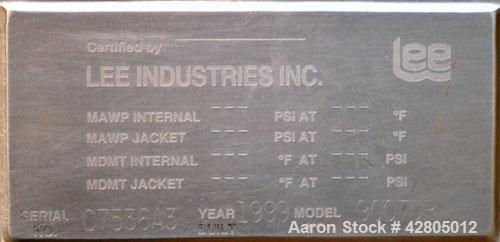 Certified by
LEE INDUSTRIES INC.
Lee
MAWP INTERNAL --- PSI AT --- °F
MAWP JACKET --- PSI AT --- °F
MDMT INTERNAL --- °F AT --- PSI
MDMT JACKET --- °F AT --- PSI
SERIAL NO. C7536A3 YEAR BUILT 1999 MODEL
Aaron Stock # 42805012